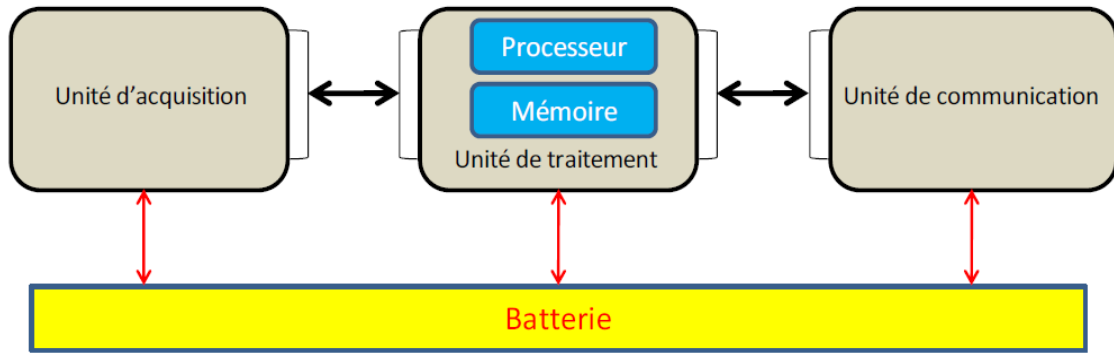 Unité d'acquisition
Processeur
Mémoire
Unité de traitement
Unité de communication
Batterie